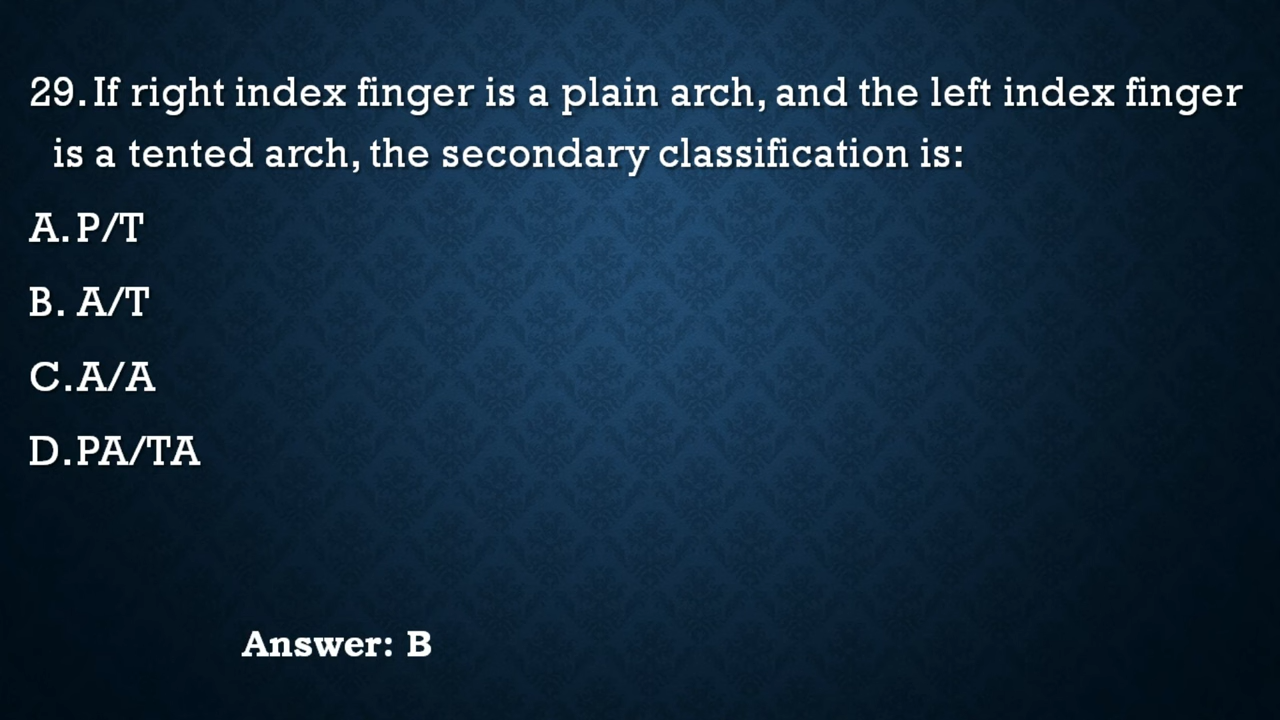 29. If right index finger is a plain arch, and the left index finger
is a tented arch, the secondary classification is:
A. P/T
B. A/T
C. A/A
D. PA/TA
Answer: B